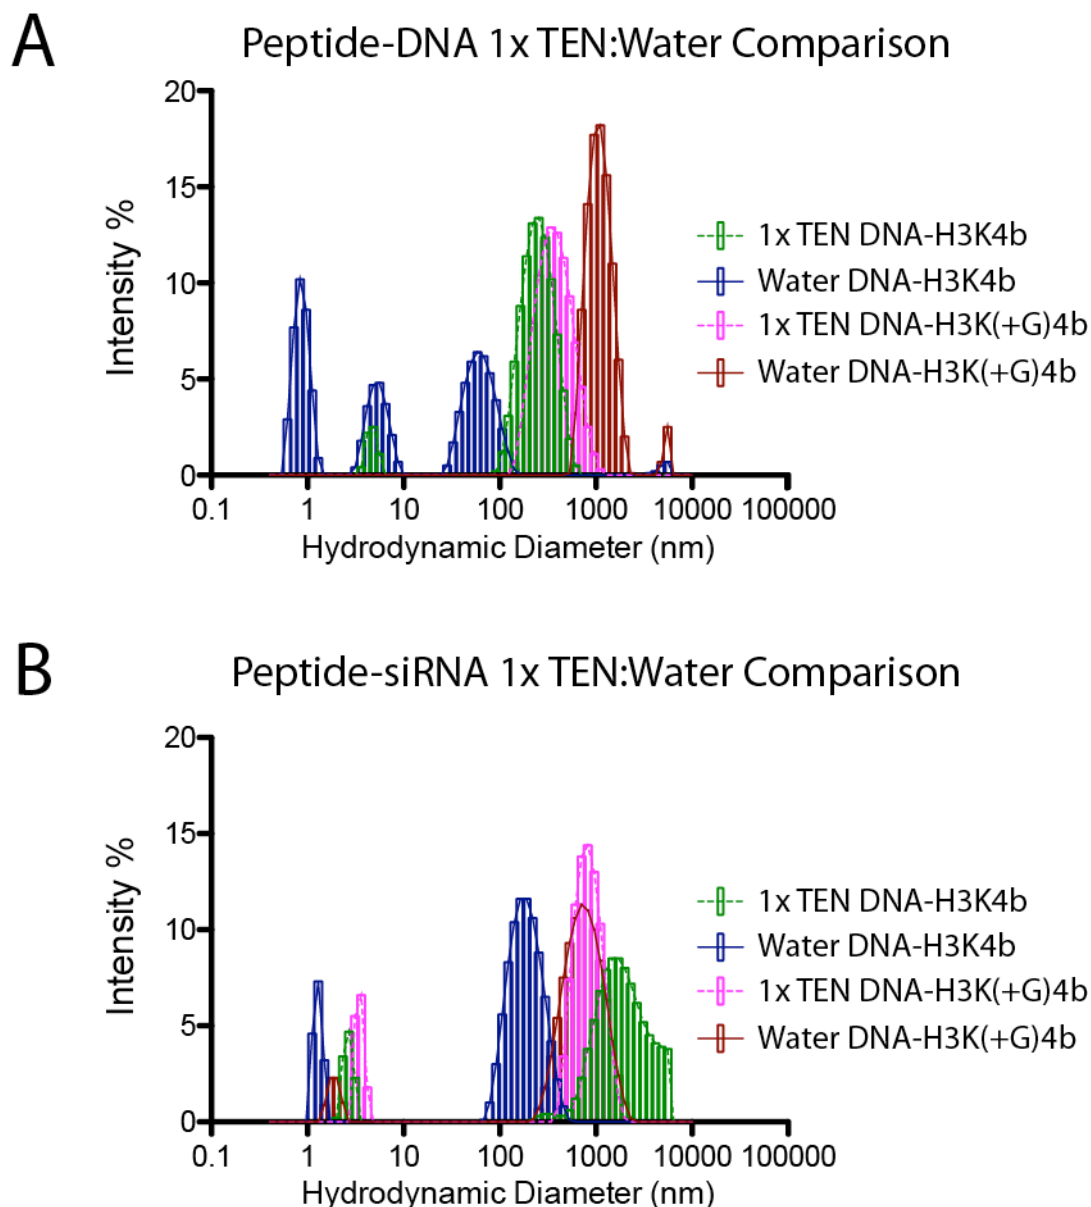 A
Peptide-DNA 1x TEN:Water Comparison
20
15
10
5
0
Intensity %
0.1 1 10 100 1000 10000 100000
Hydrodynamic Diameter (nm)
1x TEN DNA-H3K4b
Water DNA-H3K4b
1x TEN DNA-H3K(+G)4b
Water DNA-H3K(+G)4b
B
Peptide-siRNA 1x TEN:Water Comparison
20
15
10
5
0
Intensity %
0.1 1 10 100 1000 10000 100000
Hydrodynamic Diameter (nm)
1x TEN DNA-H3K4b
Water DNA-H3K4b
1x TEN DNA-H3K(+G)4b
Water DNA-H3K(+G)4b